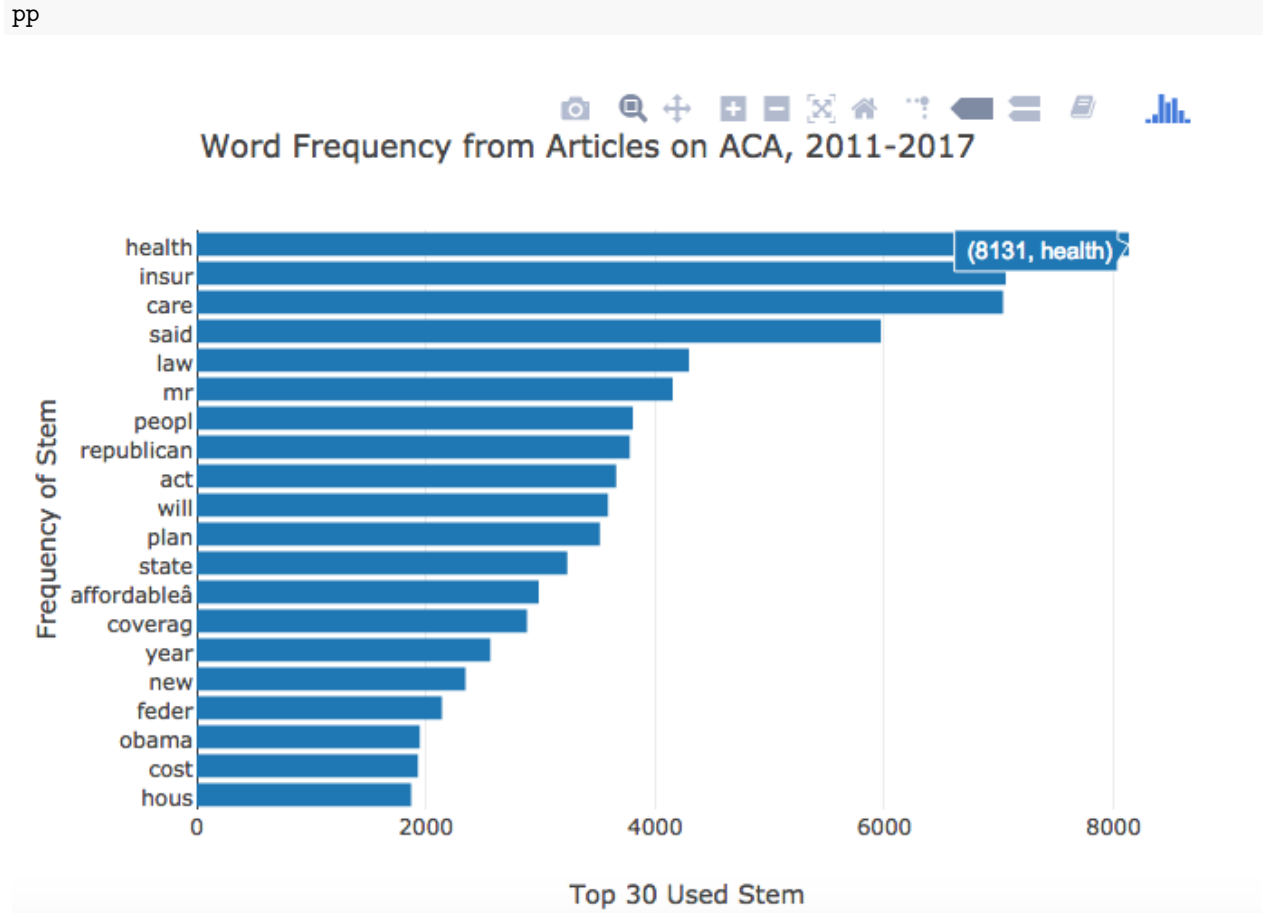 pp
Word Frequency from Articles on ACA, 2011-2017
health
(8131, health)
insur
care
said
law
mr
peopl
republican
act
will
plan
state
affordableâ
coverag
year
new
feder
obama
cost
hous
Frequency of Stem
0 2000 4000 6000 8000
Top 30 Used Stem